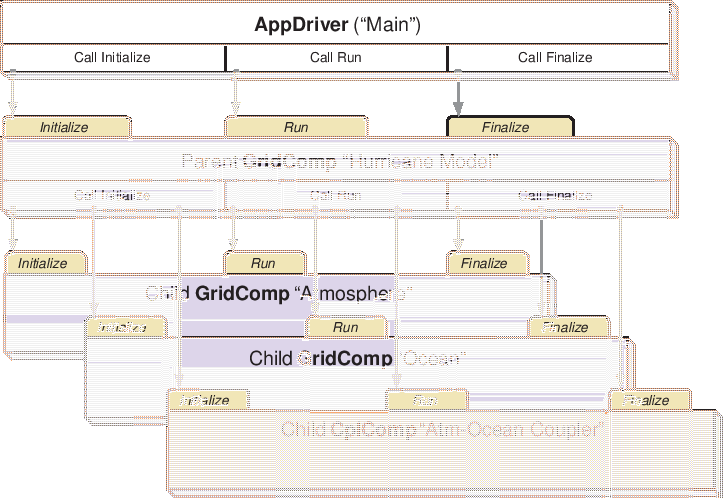 AppDriver (“Main”)
Call Initialize Call Run Call Finalize
Initialize Run Finalize
Parent GridComp “Hurricane Model”
Call Initialize Call Run Call Finalize
Initialize Run Finalize
Child GridComp “Atmosphere”
Initialize Run Finalize
Child GridComp “Ocean”
Initialize Run Finalize
Child CplComp “Atm-Ocean Coupler”